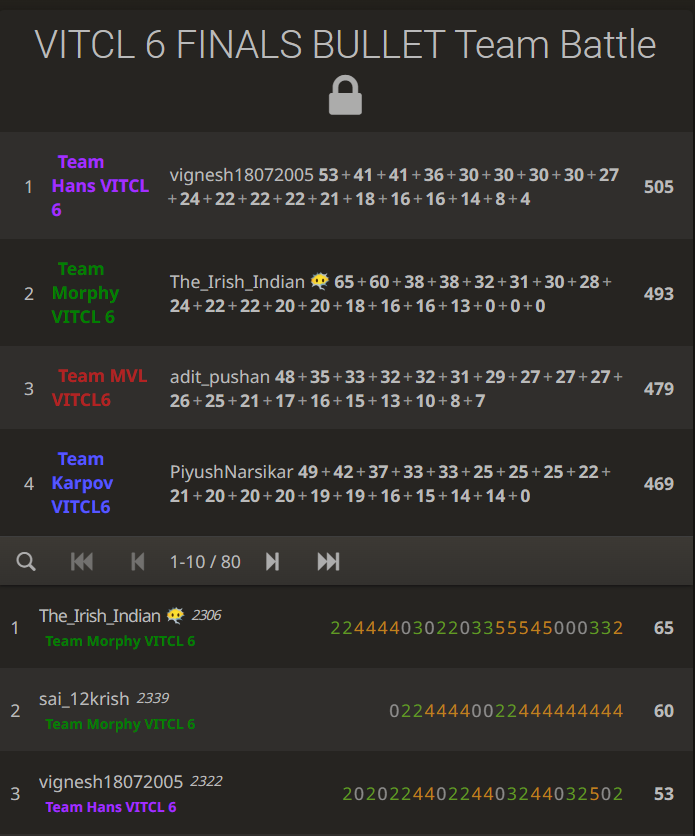 VITCL 6 FINALS BULLET Team Battle
1
Team
Hans VITCL
6
vignesh18072005 53+41+41+36+30+30+30+30+27
+24+22+22+22+21+18+16+16+14+8+4
505
2
Team
Morphy
VITCL 6
The_Irish_Indian 65+60+38+38+32+31+30+28+
24+22+22+20+20+18+16+16+13+0+0+0
493
3
Team MVL
VITCL6
adit_pushan 48+35+33+32+32+31+29+27+27+27+
26+25+21+17+16+15+13+10+8+7
479
4
Team
Karpov
VITCL6
PiyushNarsikar 49+42+37+33+33+25+25+25+22+
21+20+20+20+19+19+16+15+14+14+0
469
1-10 / 80
1
The_Irish_Indian 2306
Team Morphy VITCL 6
2244440302203355545000332
65
2
sai_12krish 2339
Team Morphy VITCL 6
02244440022444444444
60
3
vignesh18072005 2322
Team Hans VITCL 6
202022440224403244032502
53